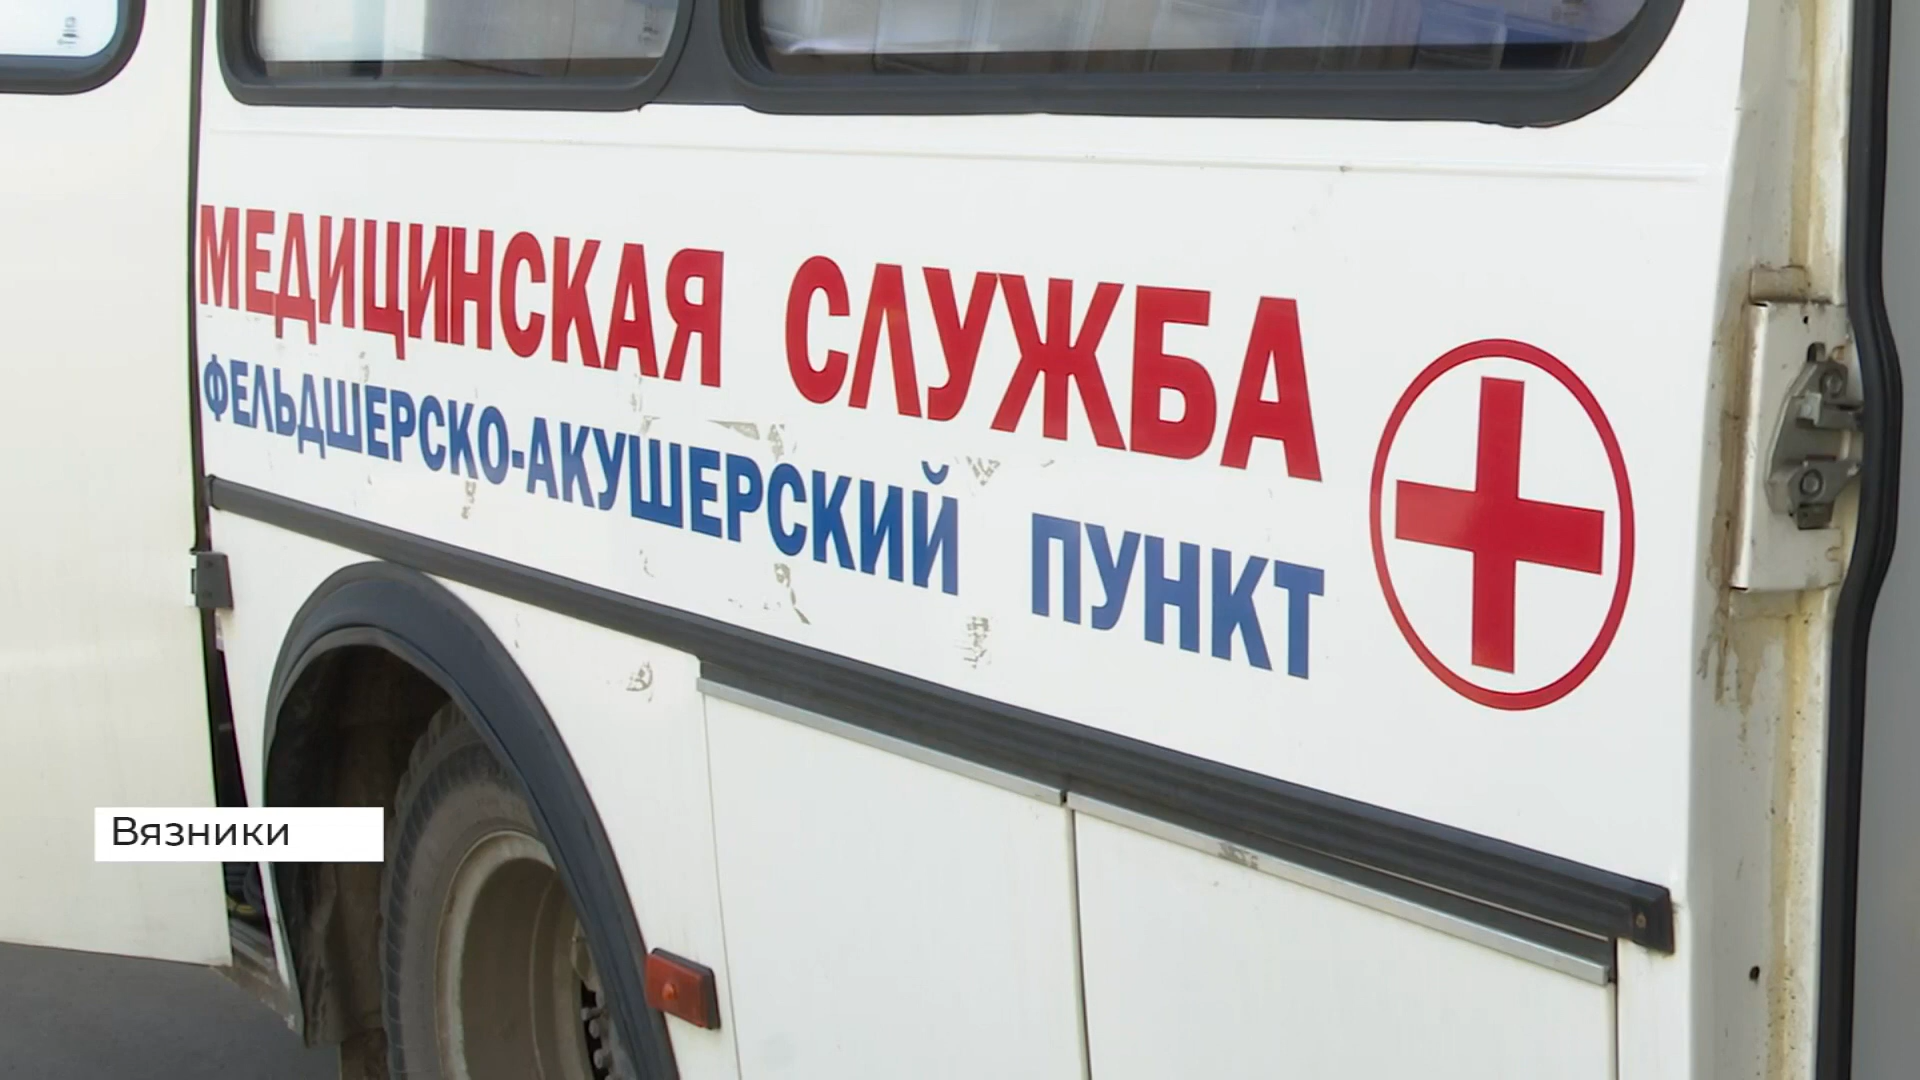 МЕДИЦИНСКАЯ СЛУЖБА
ФЕЛЬДШЕРСКО-АКУШЕРСКИЙ ПУНКТ
Вязники